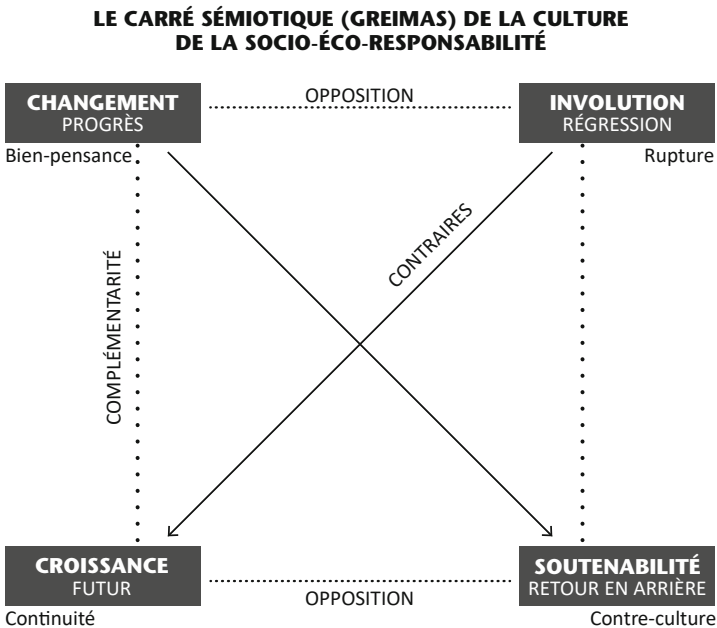 LE CARRÉ SÉMIOTIQUE (GREIMAS) DE LA CULTURE
DE LA SOCIO-ÉCO-RESPONSABILITÉ
CHANGEMENT
PROGRÈS
OPPOSITION
INVOLUTION
RÉGRESSION
Bien-pensance
Rupture
COMPLÉMENTARITÉ
CONTRAIRES
CROISSANCE
FUTUR
OPPOSITION
SOUTENABILITÉ
RETOUR EN ARRIÈRE
Continuité
Contre-culture